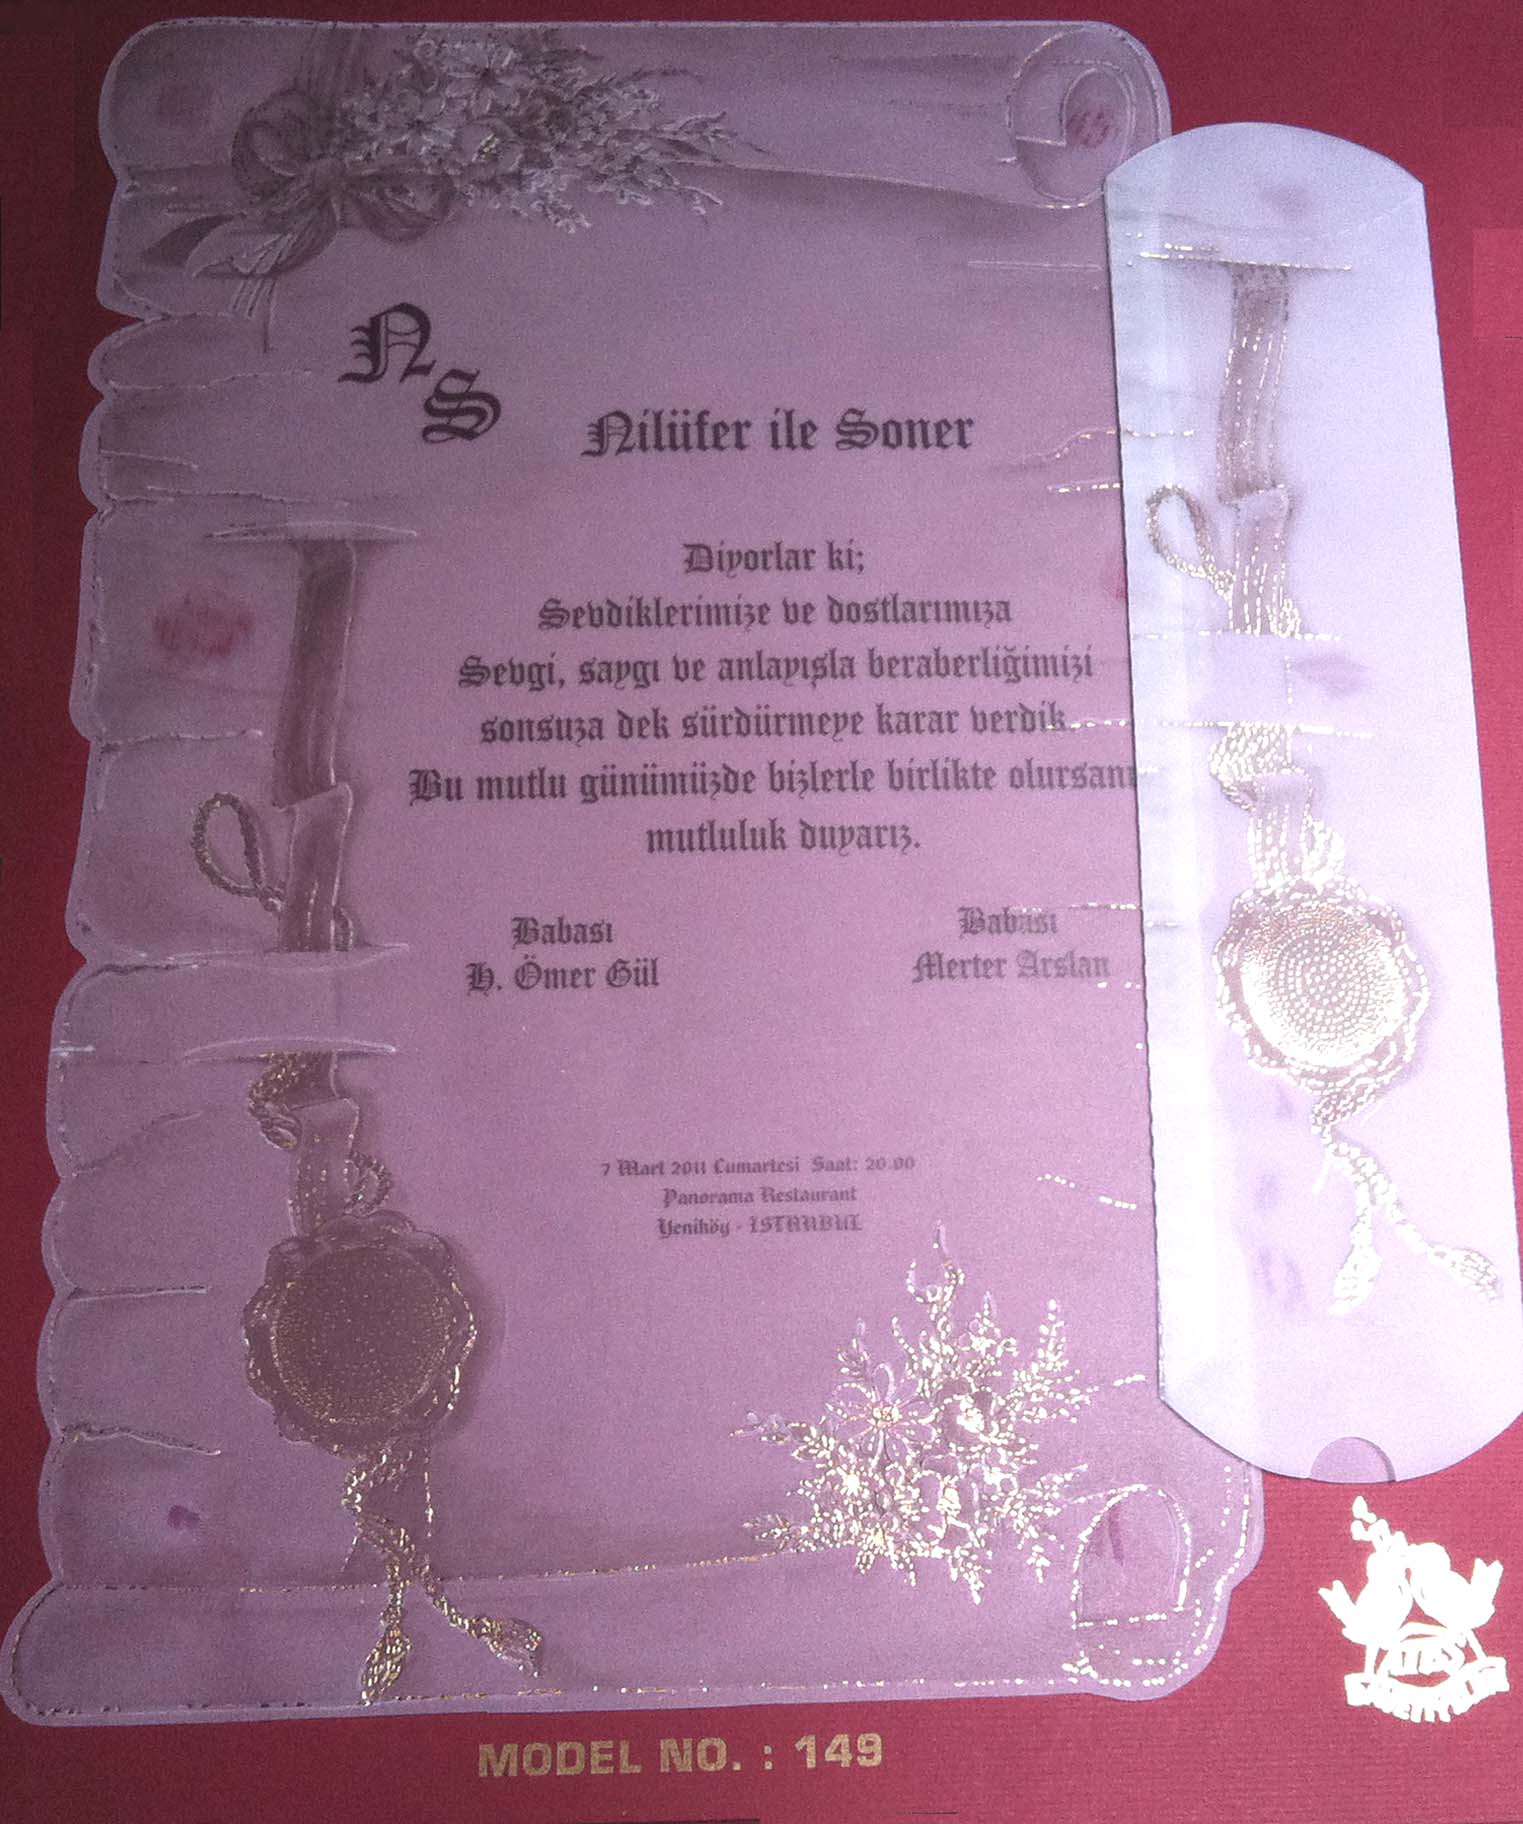 N
S
Nilüfer ile Soner
Diyorlar ki;
Sevdiklerimize ve dostlarımıza
Sevgi, saygı ve anlayışla beraberliğimizi
sonsuza dek sürdürmeye karar verdik.
Bu mutlu günümüzde bizlerle birlikte
mutluluk duyarız.
Babası
H. Ömer Gül
Babası
Merter Arslan
7 Mart 2011 Cumartesi Saat: 20.00
Panorama Restaurant
Yeniköy - İSTANBUL
ATEŞ
MODEL NO. : 149